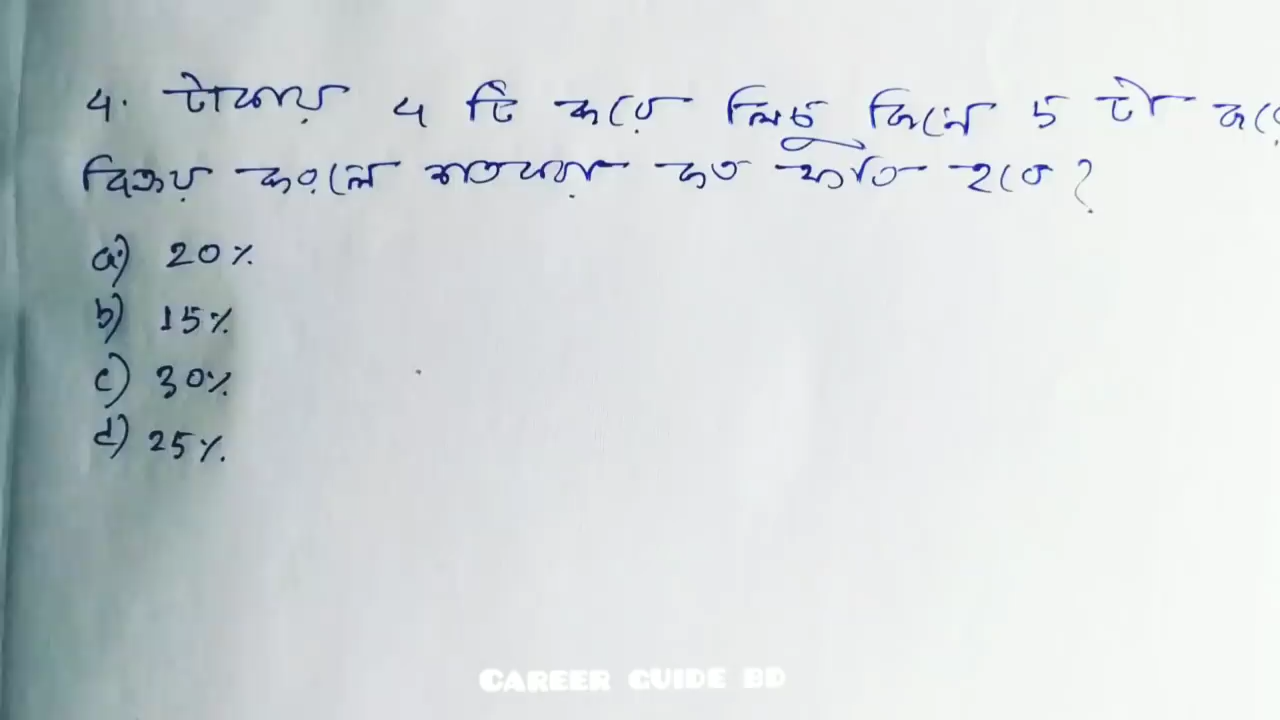 4. টাকায় 4 টি করে লিচু কিনে 5 টী করে
বিক্রয় করলে শতকরা কত ক্ষতি হবে?
a) 20%
b) 15%
c) 30%
d) 25%
CAREER GUIDE BD